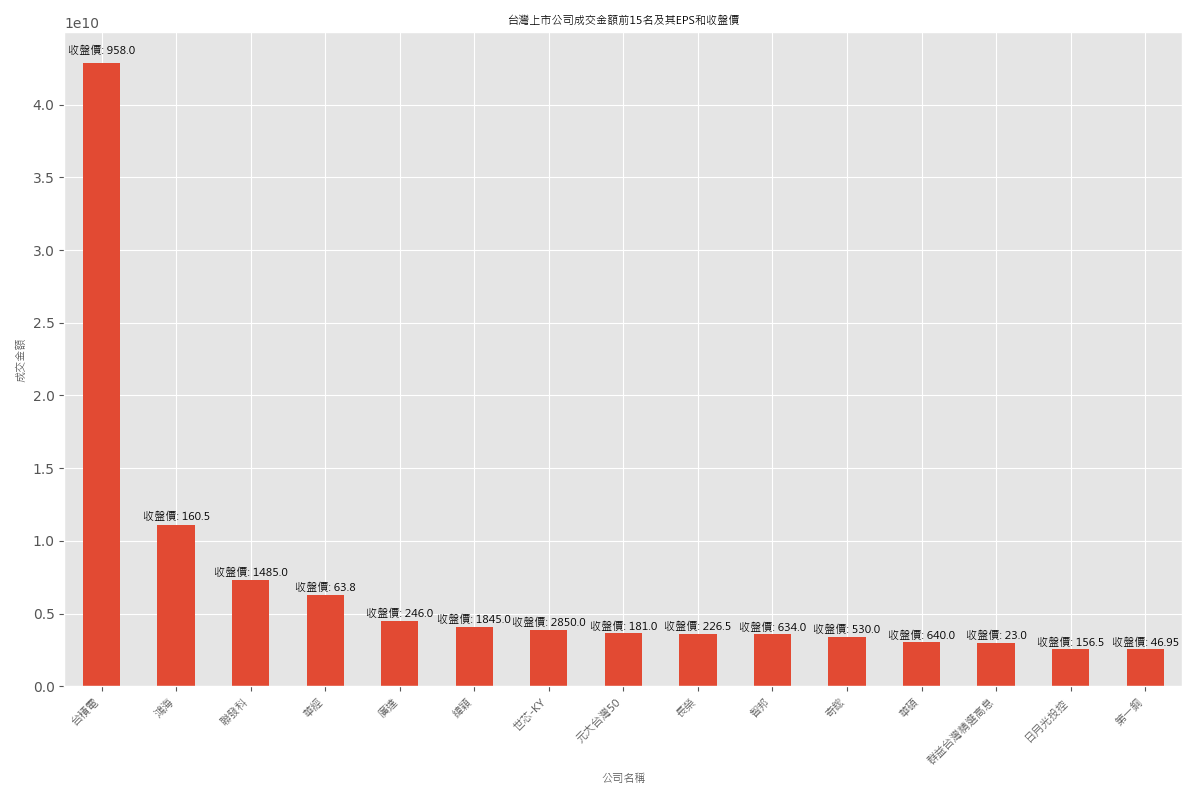 台灣上市公司成交金額前15名及其EPS和收盤價
1e10
4.0
3.5
3.0
2.5
2.0
1.5
1.0
0.5
0.0
成交金額
收盤價: 958.0
收盤價: 160.5
收盤價: 1485.0
收盤價: 63.8
收盤價: 246.0
收盤價: 1845.0
收盤價: 2850.0
收盤價: 181.0
收盤價: 226.5
收盤價: 634.0
收盤價: 530.0
收盤價: 640.0
收盤價: 23.0
收盤價: 156.5
收盤價: 46.95
台積電
鴻海
聯發科
華經
廣達
緯穎
世芯-KY
元大台灣50
長榮
智邦
奇鋐
華碩
群益台灣精選高息
日月光投控
第一銅
公司名稱